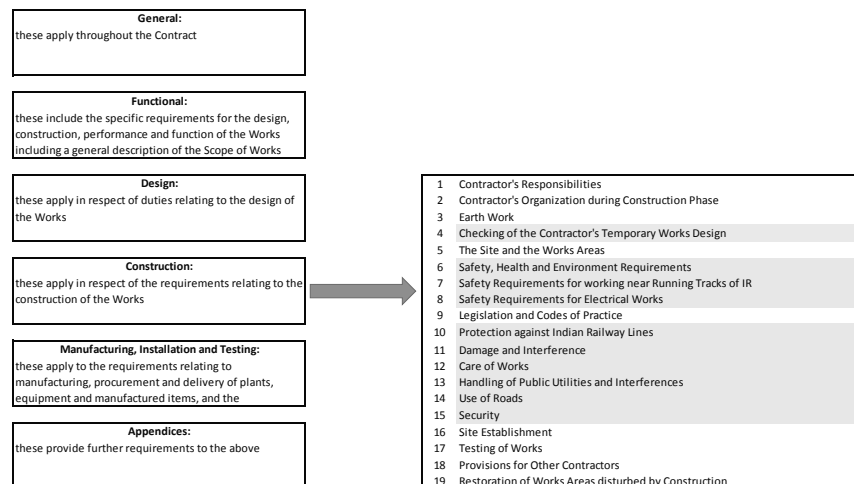 General:
these apply throughout the Contract
Functional:
these include the specific requirements for the design,
construction, performance and function of the Works
including a general description of the Scope of Works
Design:
these apply in respect of duties relating to the design of
the Works
Construction:
these apply in respect of the requirements relating to the
construction of the Works
Manufacturing, Installation and Testing:
these apply to the requirements relating to
manufacturing, procurement and delivery of plants,
equipment and manufactured items, and the
Appendices:
these provide further requirements to the above
1 Contractor's Responsibilities
2 Contractor's Organization during Construction Phase
3 Earth Work
4 Checking of the Contractor's Temporary Works Design
5 The Site and the Works Areas
6 Safety, Health and Environment Requirements
7 Safety Requirements for working near Running Tracks of IR
8 Safety Requirements for Electrical Works
9 Legislation and Codes of Practice
10 Protection against Indian Railway Lines
11 Damage and Interference
12 Care of Works
13 Handling of Public Utilities and Interferences
14 Use of Roads
15 Security
16 Site Establishment
17 Testing of Works
18 Provisions for Other Contractors
19 Restoration of Works Areas disturbed by Construction